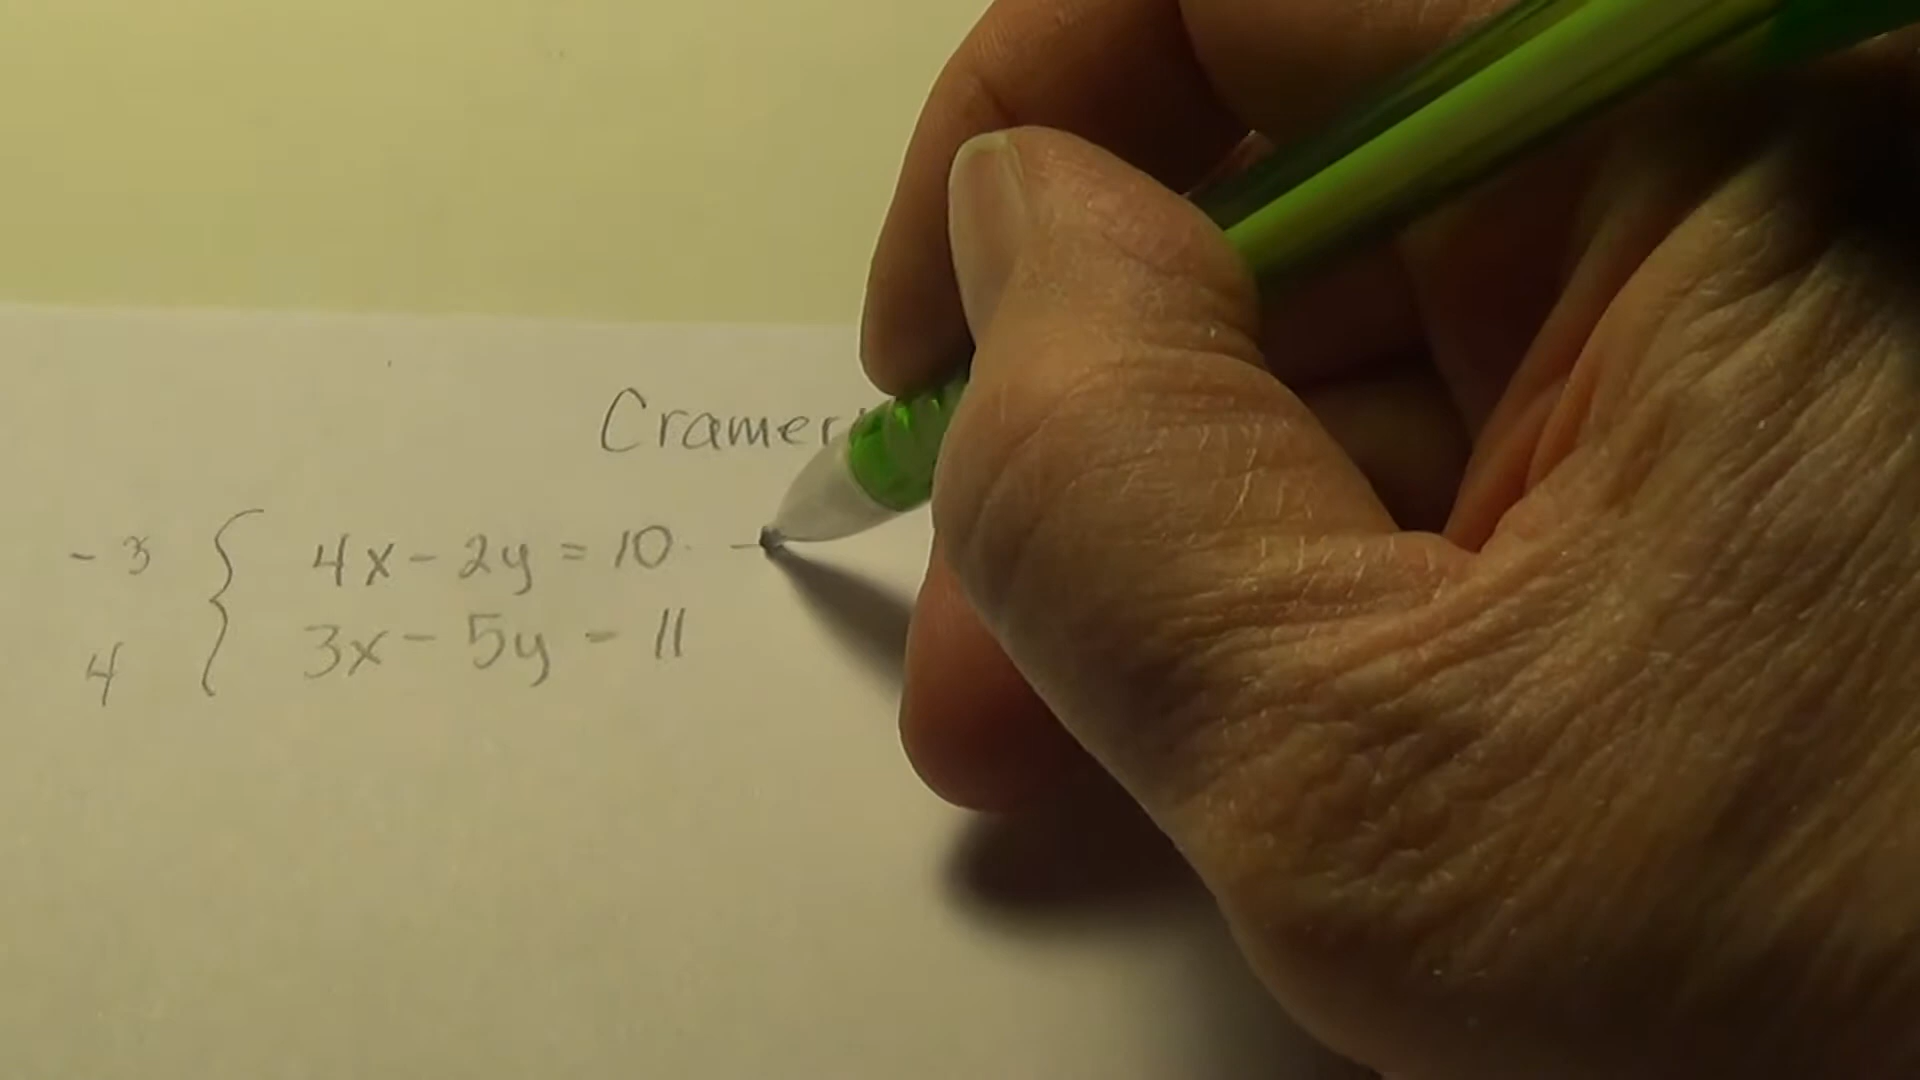 Cramer'
- 3 { 4x - 2y = 10
4 3x - 5y = 11